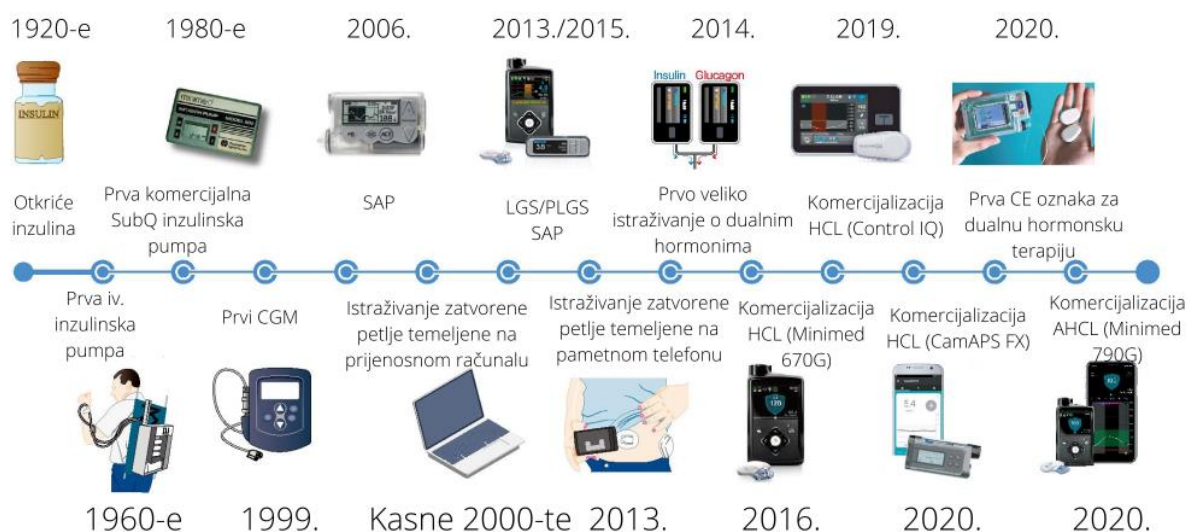 1920-e
1980-e
2006.
2013./2015.
2014.
2019.
2020.
INSULIN
Insulin
Glucagon
Otkriće
inzulina
Prva komercijalna
SubQ inzulinska
pumpa
SAP
LGS/PLGS
SAP
Prvo veliko
istraživanje o dualnim
hormonima
Komercijalizacija
HCL (Control IQ)
Prva CE oznaka za
dualnu hormonsku
terapiju
Prva iv.
inzulinska
pumpa
Prvi CGM
Istraživanje zatvorene
petlje temeljene na
prijenosnom računalu
Istraživanje zatvorene
petlje temeljene na
pametnom telefonu
Komercijalizacija
HCL (Minimed
670G)
Komercijalizacija
HCL (CamAPS FX)
Komercijalizacija
AHCL (Minimed
790G)
1960-e
1999.
Kasne 2000-te
2013.
2016.
2020.
2020.